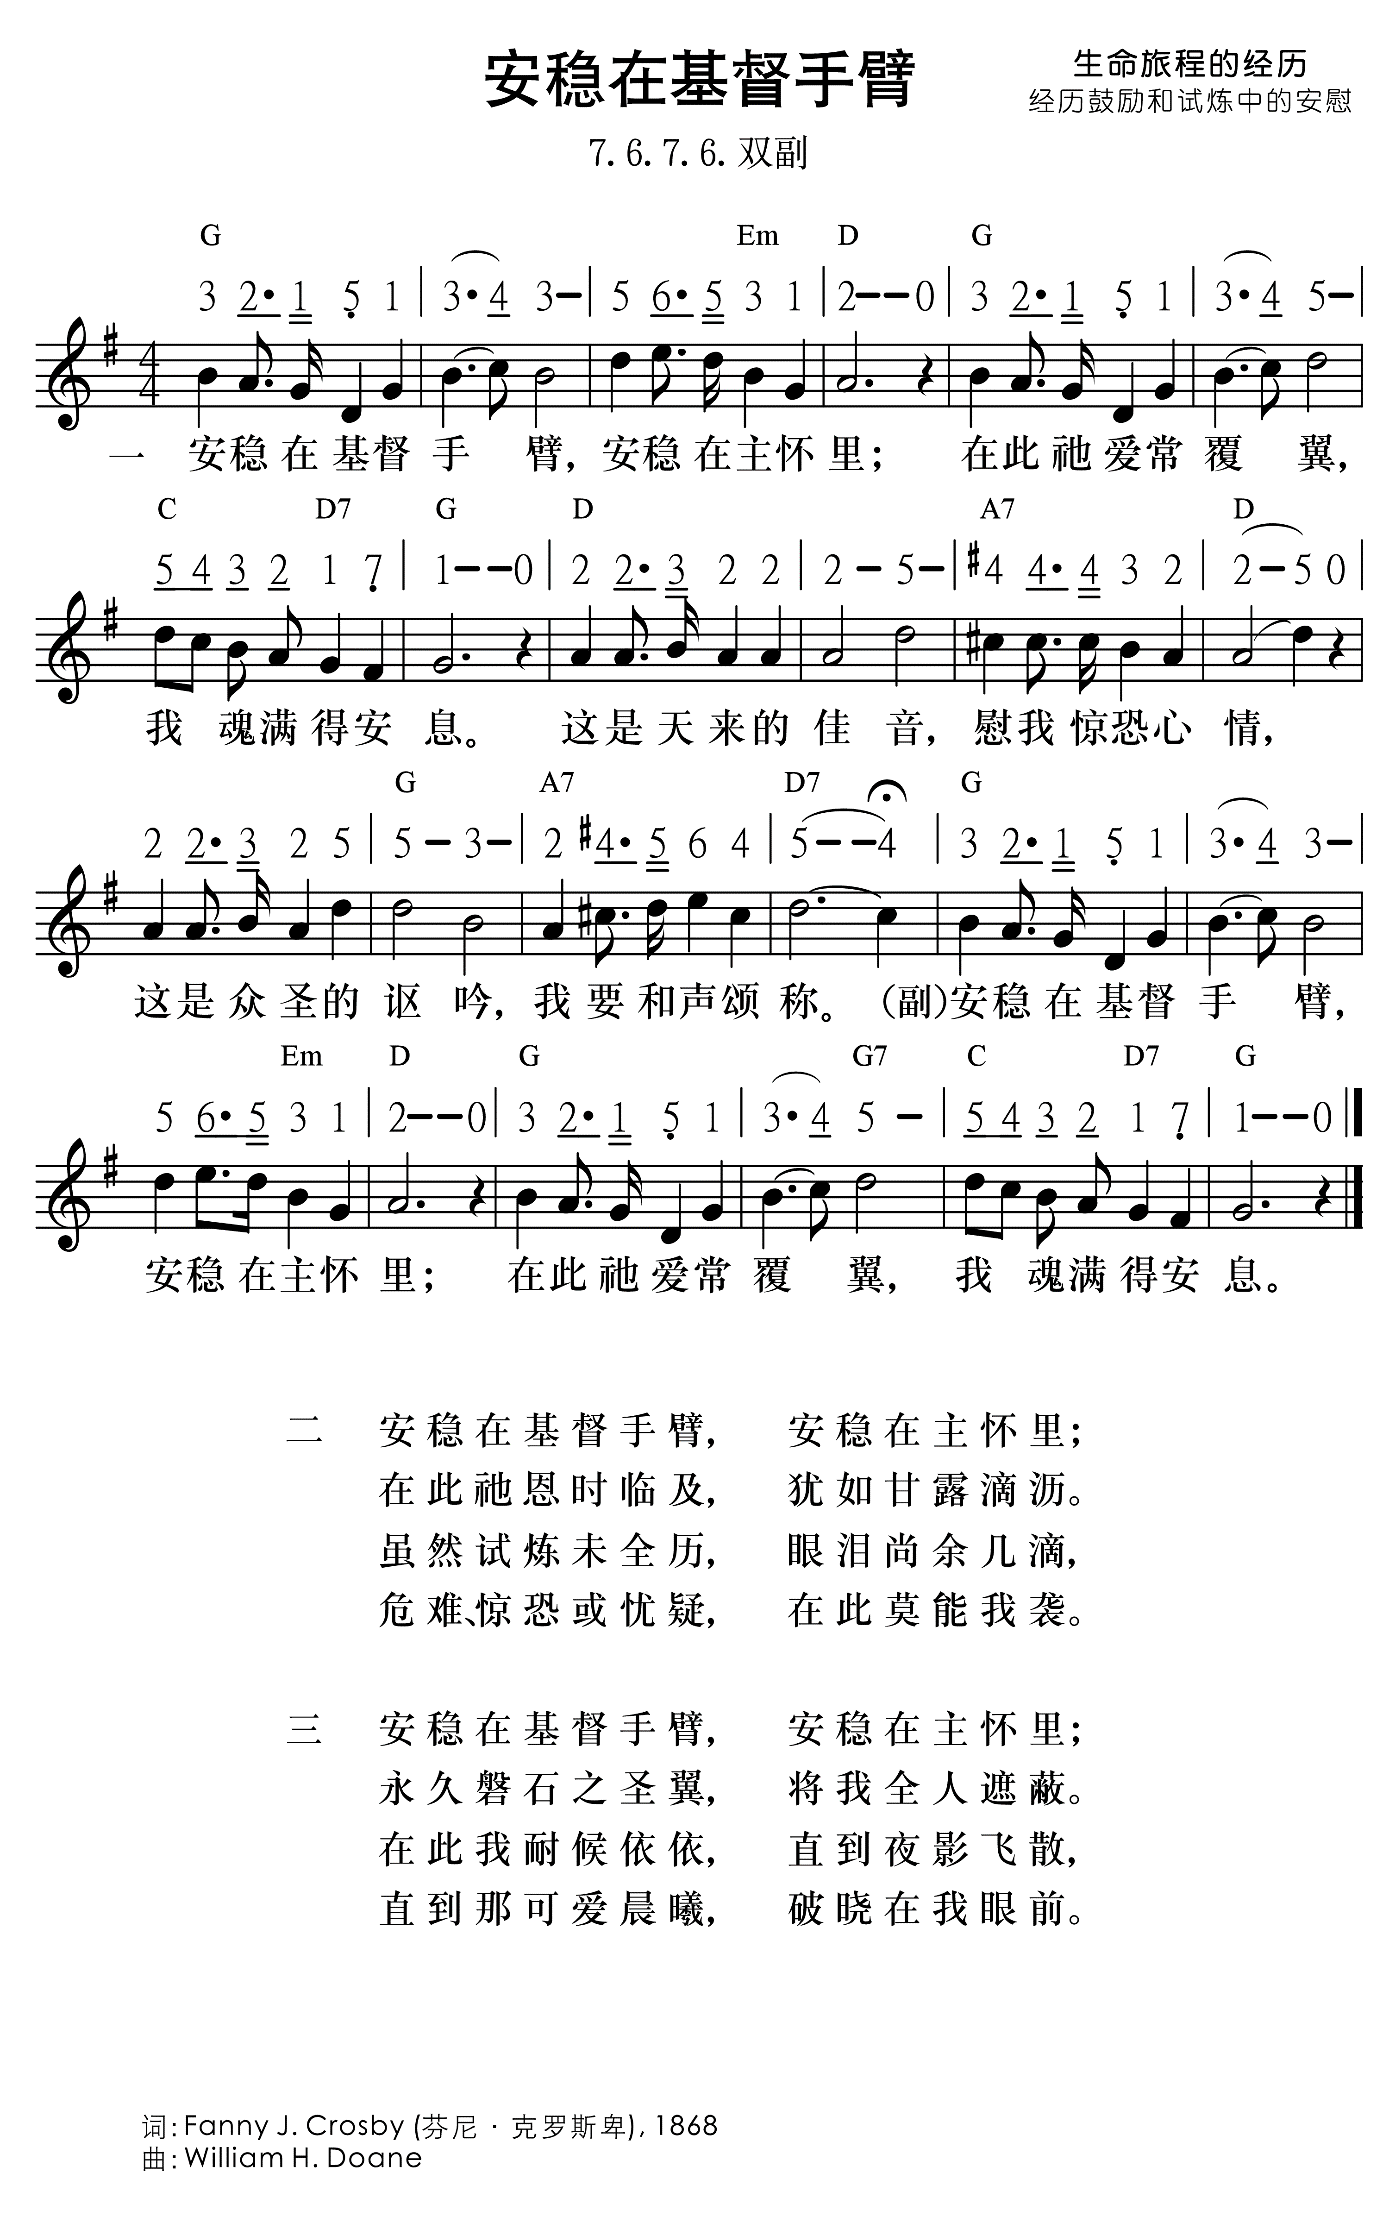 安稳在基督手臂
生命旅程的经历
经历鼓励和试炼中的安慰
7. 6. 7. 6. 双副
G Em D G
3 2• 1 5 1 | 3• 4 3– | 5 6• 5 3 1 | 2––0 | 3 2• 1 5 1 | 3• 4 5– |
一 安稳在基督手臂，安稳在主怀里；在此祂爱常覆翼，
C D7 G D A7 D
5 4 3 2 1 7 | 1––0 | 2 2• 3 2 2 | 2 – 5– | #4 4• 4 3 2 | 2–5 0 |
我魂满得安息。这是天来的佳音，慰我惊恐心情，
G A7 D7 G
2 2• 3 2 5 | 5 – 3– | 2 #4• 5 6 4 | 5– –4 | 3 2• 1 5 1 | 3• 4 3– |
这是众圣的讴吟，我要和声颂称。（副）安稳在基督手臂，
Em D G G7 C D7 G
5 6• 5 3 1 | 2––0 | 3 2• 1 5 1 | 3• 4 5 – | 5 4 3 2 1 7 | 1––0
安稳在主怀里；在此祂爱常覆翼，我魂满得安息。
二 安稳在基督手臂， 安稳在主怀里；
在此祂恩时临及， 犹如甘露滴沥。
虽然试炼未全历， 眼泪尚余几滴，
危难、惊恐或忧疑， 在此莫能我袭。
三 安稳在基督手臂， 安稳在主怀里；
永久磐石之圣翼， 将我全人遮蔽。
在此我耐候依依， 直到夜影飞散，
直到那可爱晨曦， 破晓在我眼前。
词: Fanny J. Crosby (芬尼 · 克罗斯卑), 1868
曲: William H. Doane